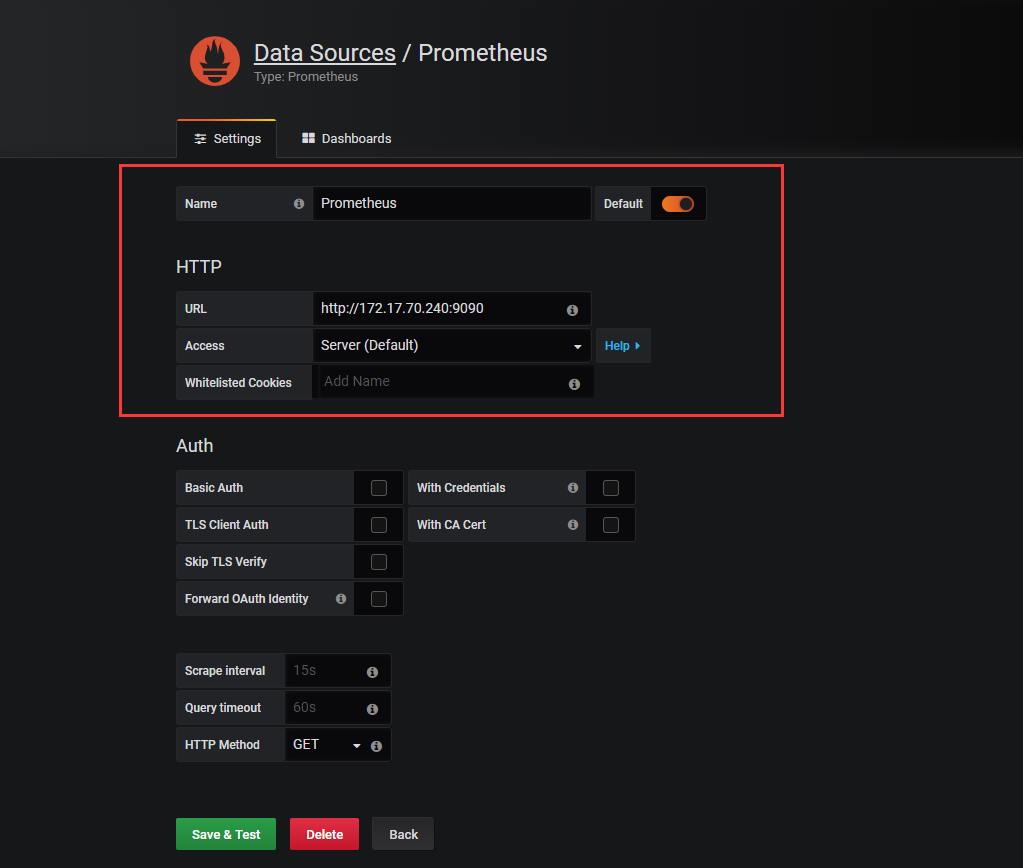 Data Sources / Prometheus
Type: Prometheus
Settings Dashboards
Name Prometheus Default
HTTP
URL http://172.17.70.240:9090
Access Server (Default) Help
Whitelisted Cookies Add Name
Auth
Basic Auth With Credentials
TLS Client Auth With CA Cert
Skip TLS Verify
Forward OAuth Identity
Scrape interval 15s
Query timeout 60s
HTTP Method GET
Save & Test Delete Back